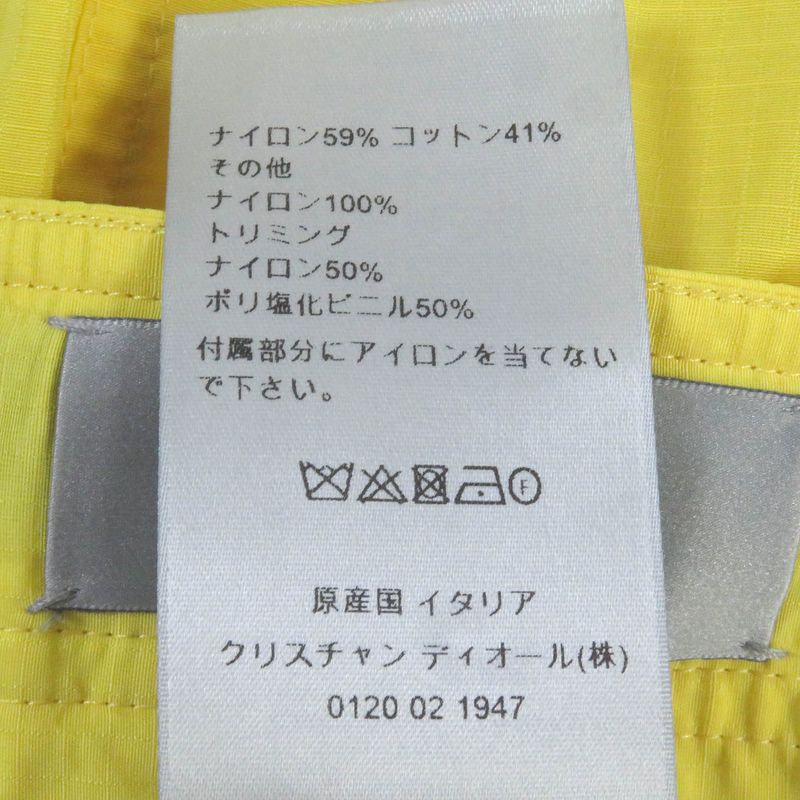 ナイロン59% コットン41%
その他
ナイロン100%
トリミング
ナイロン50%
ポリ塩化ビニル50%
付属部分にアイロンを当てない
で下さい。
F
原産国 イタリア
クリスチャン ディオール(株)
0120 02 1947